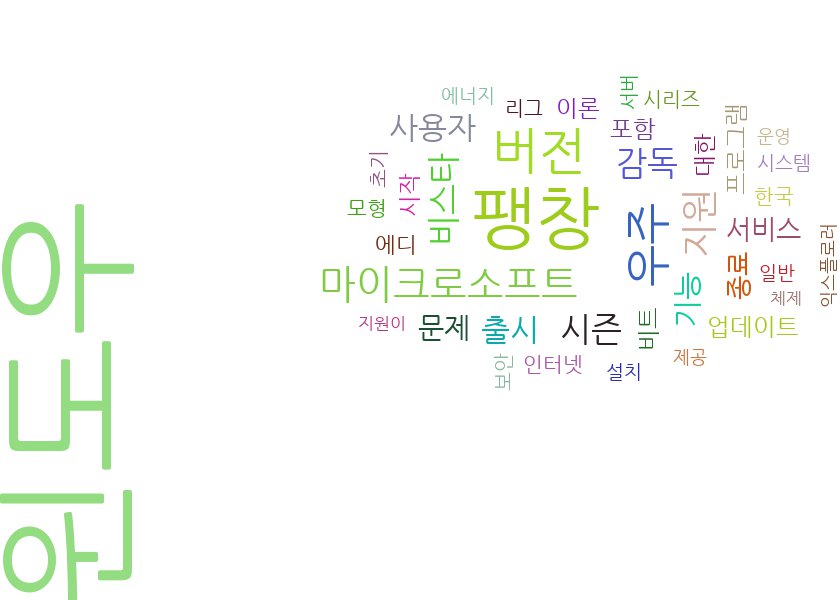 에너지
리그
이론
서버
시리즈
사용자
버전
포함
감독
대한
프로그램
운영
시스템
초기
비스타
시작
모형
팽창
우주
지원
서비스
한국
에디
마이크로소프트
기능
종료
일반
체제
익스플로러
지원이
문제
출시
시즌
비트
업데이트
보안
인터넷
설치
제공
윈도우